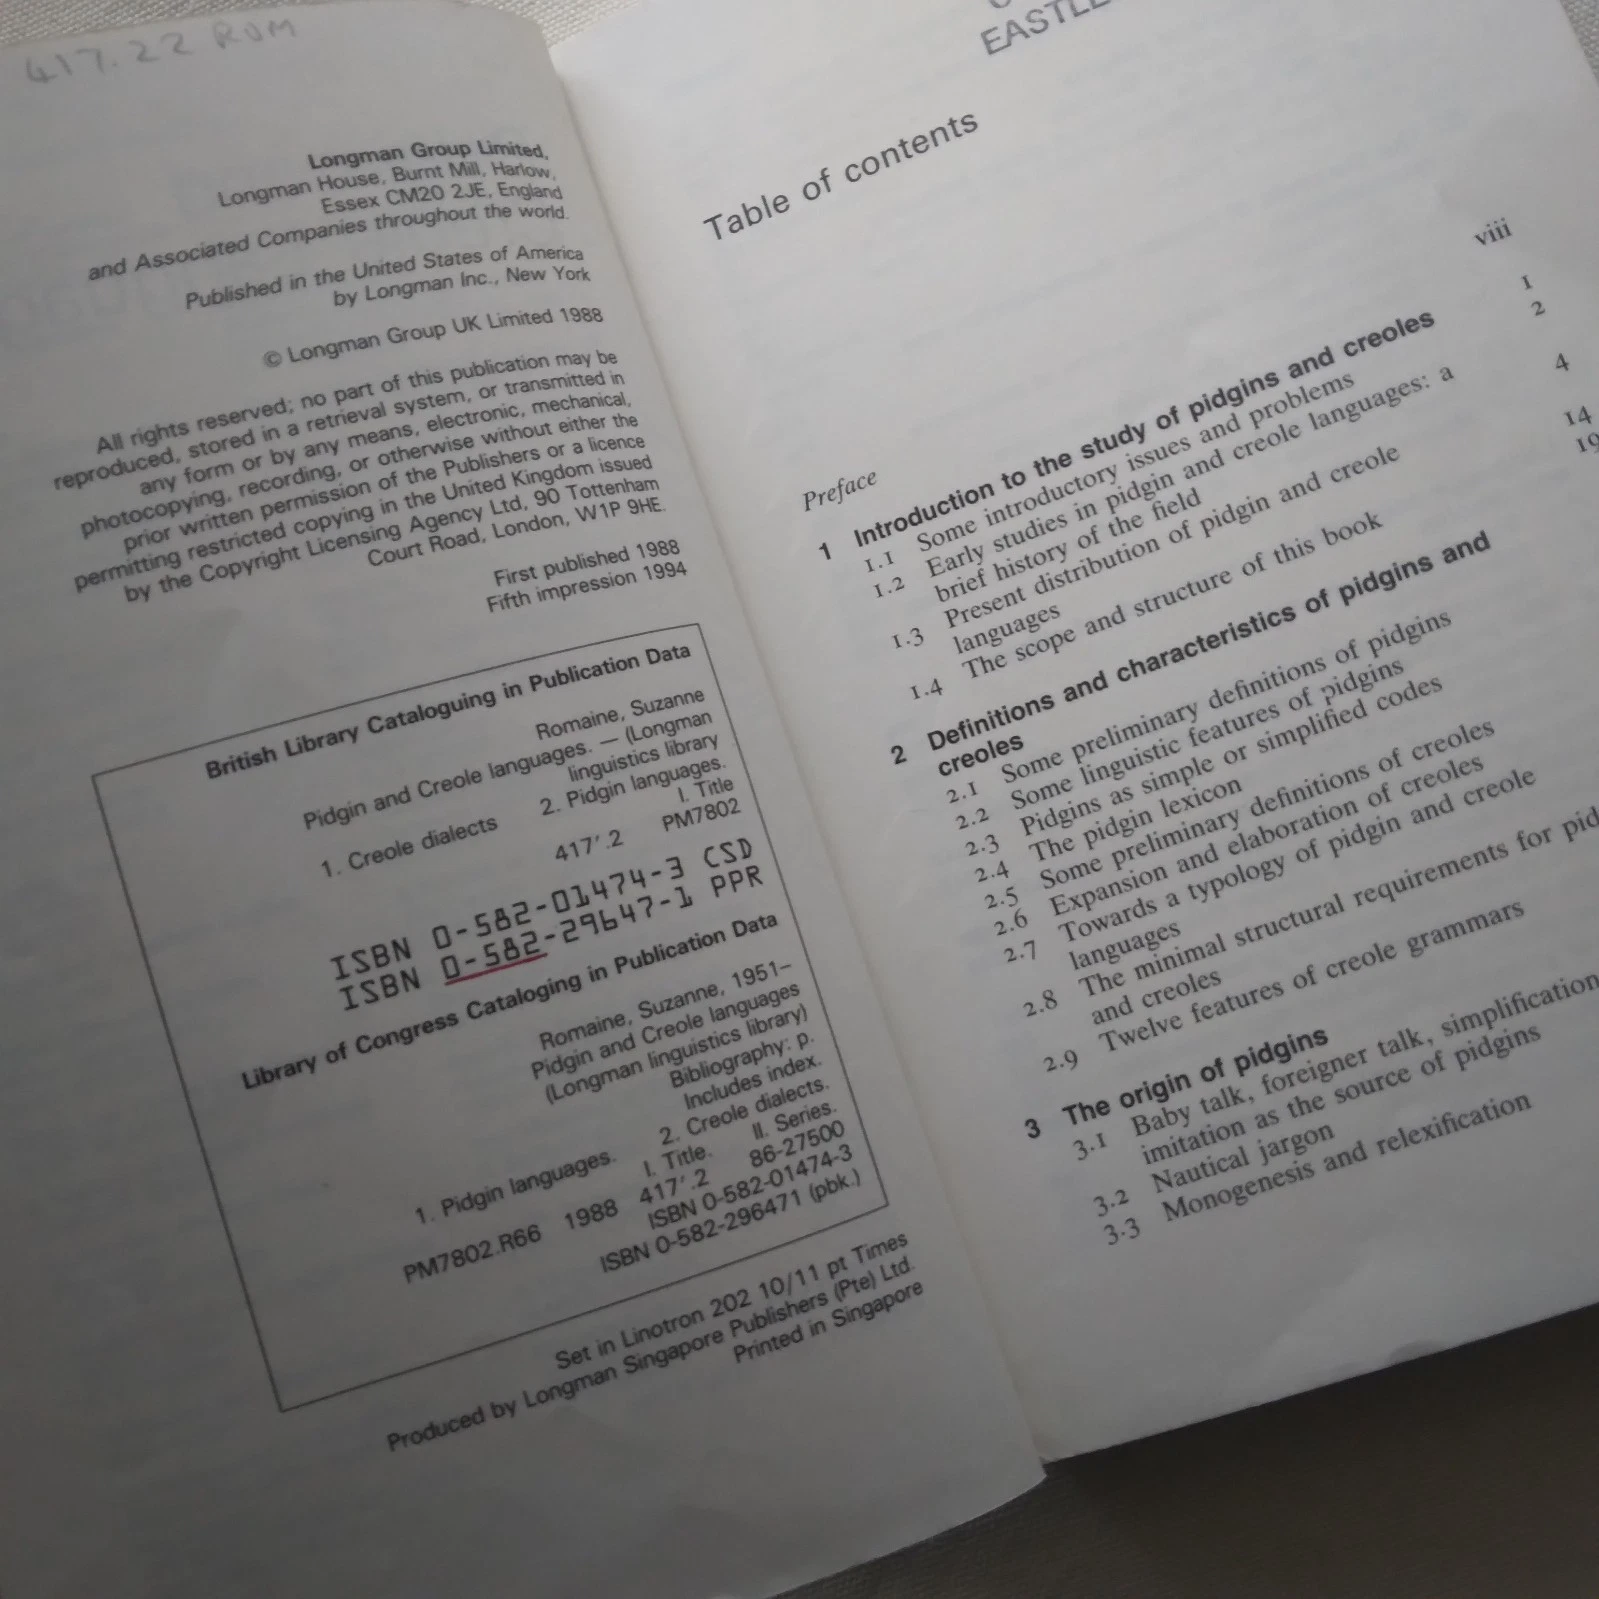 417.22 ROM
Longman Group Limited,
Longman House, Burnt Mill, Harlow,
Essex CM20 2JE, England
and Associated Companies throughout the world.
Published in the United States of America
by Longman Inc., New York
© Longman Group UK Limited 1988
All rights reserved; no part of this publication may be
reproduced, stored in a retrieval system, or transmitted in
any form or by any means, electronic, mechanical,
photocopying, recording, or otherwise without either the
prior written permission of the Publishers or a licence
permitting restricted copying in the United Kingdom issued
by the Copyright Licensing Agency Ltd, 90 Tottenham
Court Road, London, W1P 9HE.
First published 1988
Fifth impression 1994
British Library Cataloguing in Publication Data
Romaine, Suzanne
Pidgin and Creole languages. — (Longman
linguistics library
1. Creole dialects 2. Pidgin languages.
I. Title
417'.2 PM7802
ISBN 0-582-01474-3 CSD
ISBN 0-582-29647-1 PPR
Library of Congress Cataloging in Publication Data
Romaine, Suzanne, 1951–
Pidgin and Creole languages
(Longman linguistics library)
Bibliography: p.
Includes index.
1. Pidgin languages. 2. Creole dialects.
I. Title. II. Series.
PM7802.R66 1988 417'.2 86-27500
ISBN 0-582-01474-3
ISBN 0-582-296471 (pbk.)
Set in Linotron 202 10/11 pt Times
Produced by Longman Singapore Publishers (Pte) Ltd.
Printed in Singapore
EASTLE
Table of contents
Preface viii
1 Introduction to the study of pidgins and creoles 1
1.1 Some introductory issues and problems 2
1.2 Early studies in pidgin and creole languages: a
brief history of the field 4
1.3 Present distribution of pidgin and creole
languages 14
1.4 The scope and structure of this book 19
2 Definitions and characteristics of pidgins and
creoles
2.1 Some preliminary definitions of pidgins
2.2 Some linguistic features of pidgins
2.3 Pidgins as simple or simplified codes
2.4 The pidgin lexicon
2.5 Some preliminary definitions of creoles
2.6 Expansion and elaboration of creoles
2.7 Towards a typology of pidgin and creole
languages
2.8 The minimal structural requirements for pid
and creoles
2.9 Twelve features of creole grammars
3 The origin of pidgins
3.1 Baby talk, foreigner talk, simplification
imitation as the source of pidgins
3.2 Nautical jargon
3.3 Monogenesis and relexification